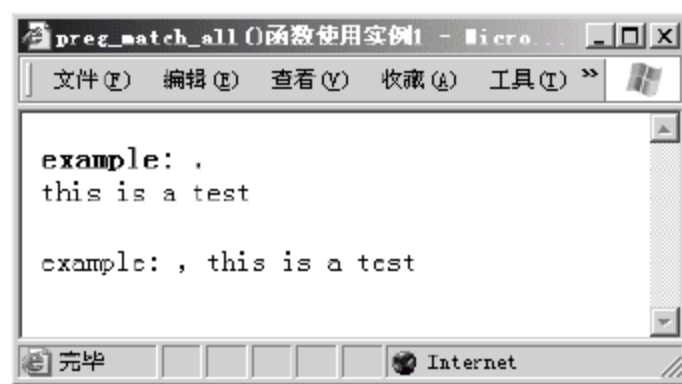 preg_match_all()函数使用实例1 - Micro...
文件(F) 编辑(E) 查看(V) 收藏(A) 工具(T) »
example: ,
this is a test
example: , this is a test
完毕 Internet